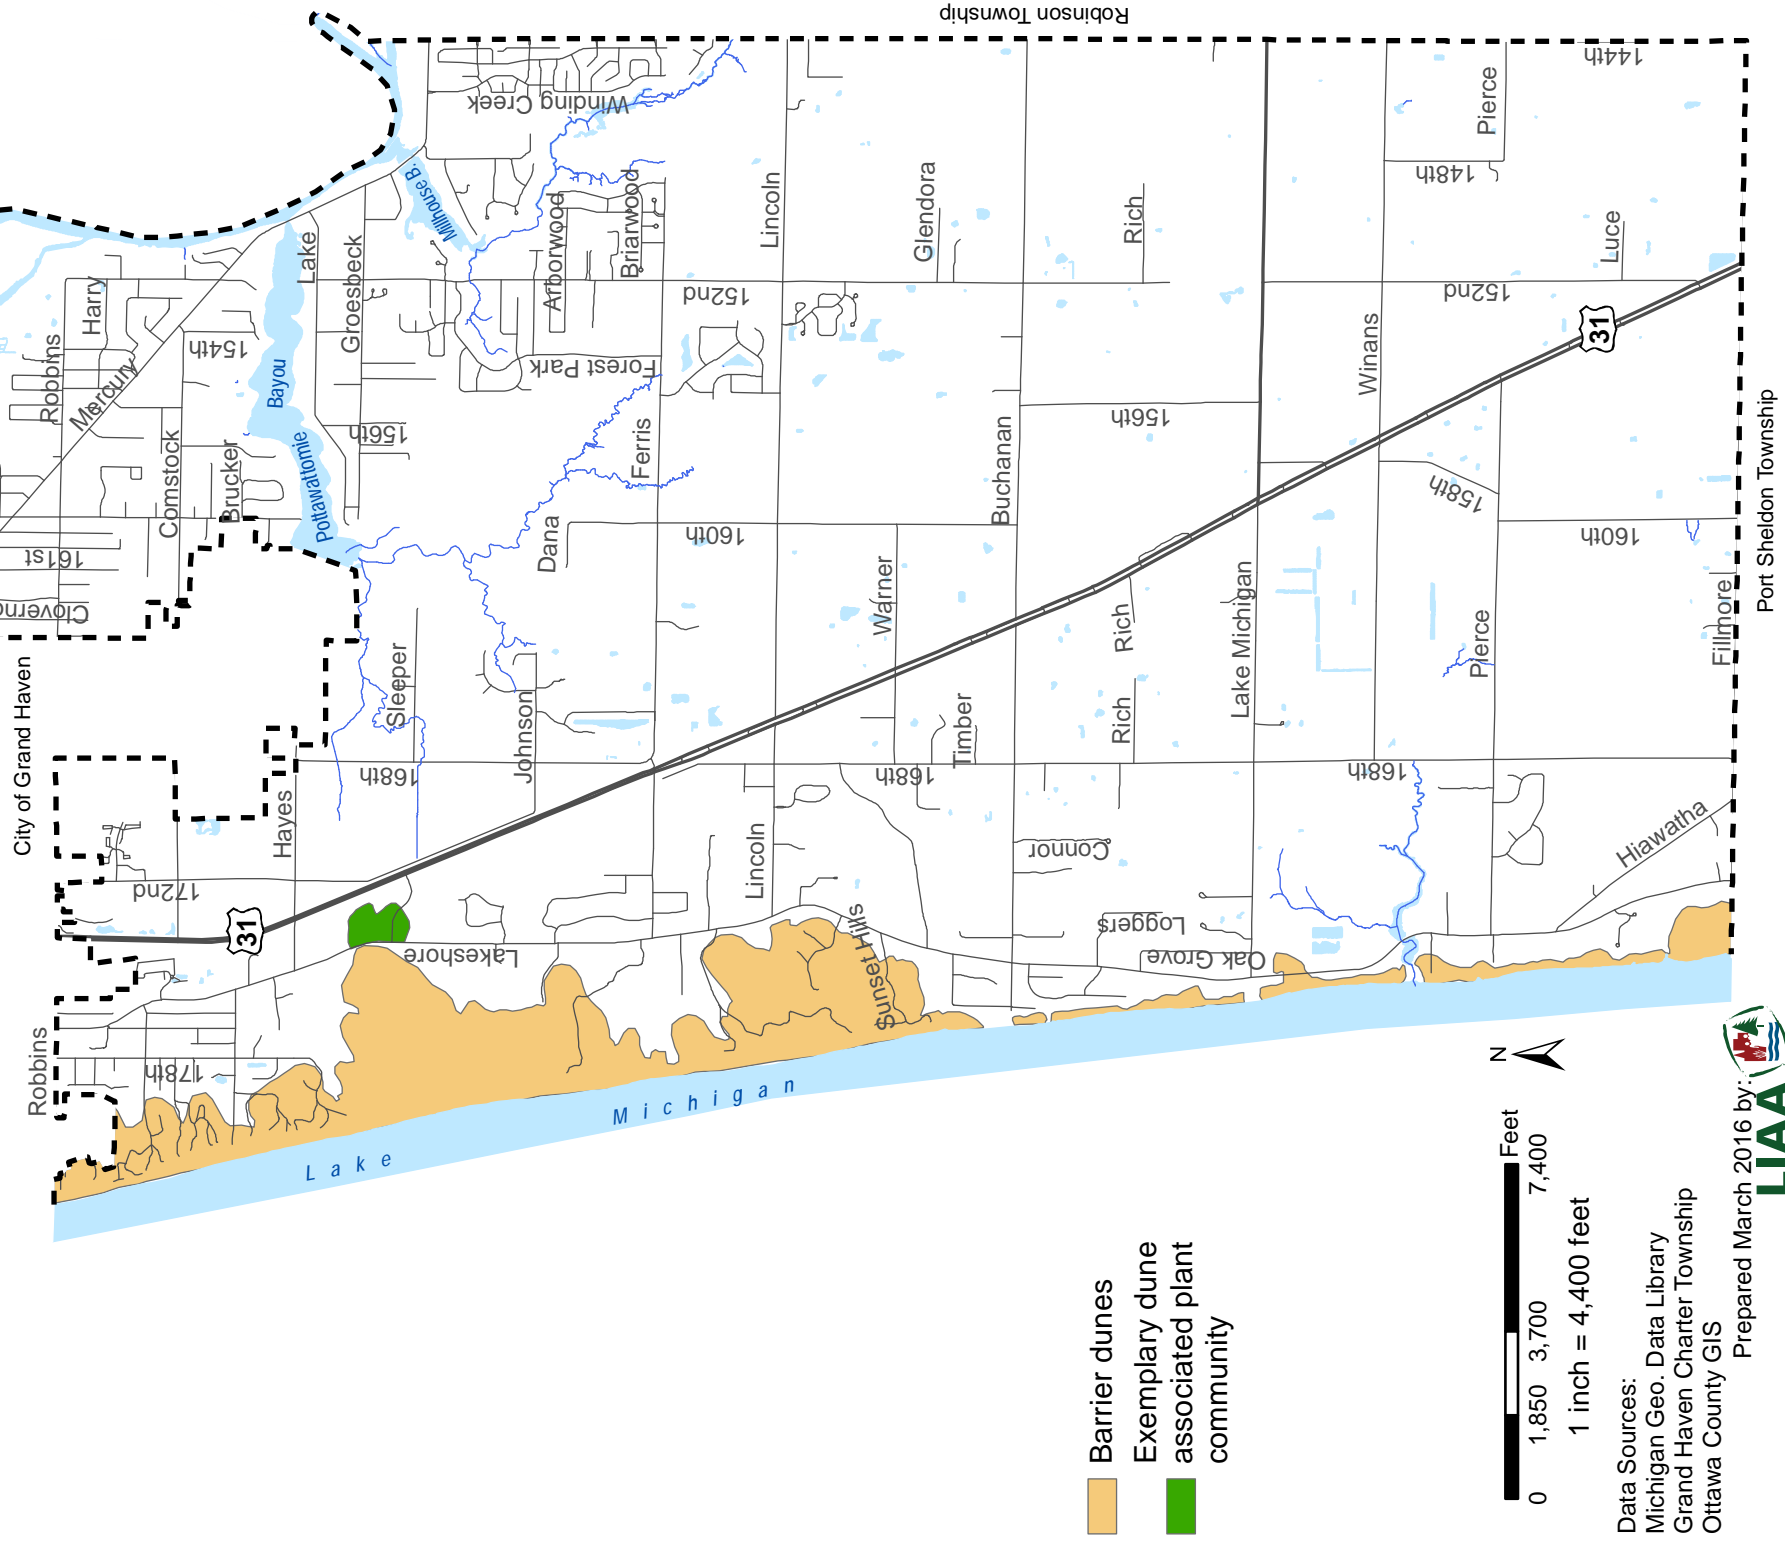 City of Grand Haven
Robinson Township
Port Sheldon Township
Robbins
Harry
Mercury
154th
Comstock
Brucker
161st
Lake
Groesbeck
156th
Bayou
Pottawattomie
Millhouse B.
Winding Creek
Arborwood
Briarwood
Forest Park
Ferris
Dana
152nd
Lincoln
Glendora
Rich
Buchanan
156th
160th
Warner
Sleeper
Johnson
168th
Hayes
172nd
31
Lakeshore
Lincoln
168th
Timber
Rich
Rich
Lake Michigan
Connor
Loggers
Oak Grove
Sunset Hills
Robbins
178th
Winans
148th
Pierce
144th
152nd
Luce
31
158th
160th
Pierce
Fillmore
168th
Hiawatha
Lake Michigan
Barrier dunes
Exemplary dune
associated plant
community
N
Feet
0 1,850 3,700 7,400
1 inch = 4,400 feet
Data Sources:
Michigan Geo. Data Library
Grand Haven Charter Township
Ottawa County GIS
Prepared March 2016 by:
LIAA